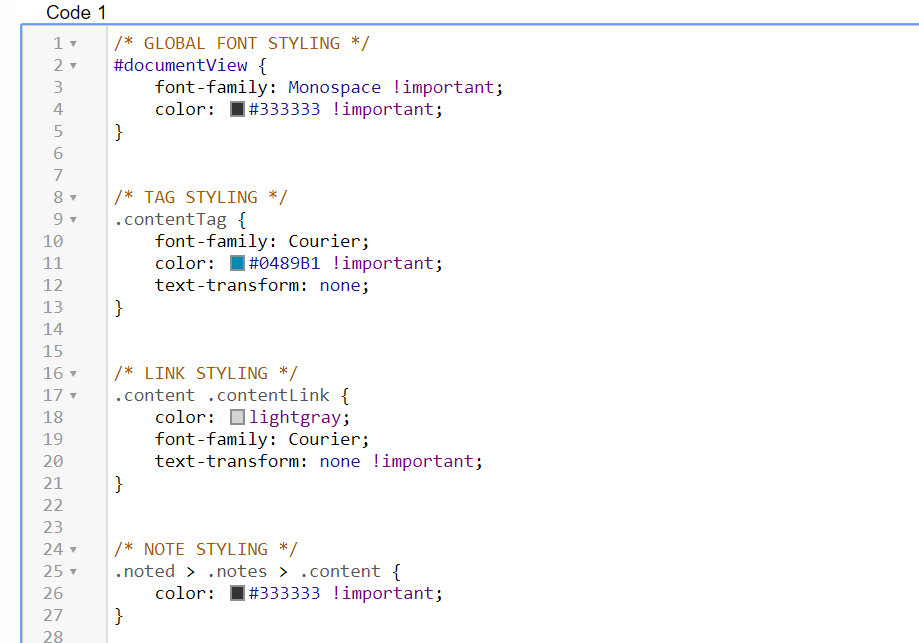 Code 1
1 /* GLOBAL FONT STYLING */
2 #documentView {
3     font-family: Monospace !important;
4     color: #333333 !important;
5 }
6
7
8 /* TAG STYLING */
9 .contentTag {
10     font-family: Courier;
11     color: #0489B1 !important;
12     text-transform: none;
13 }
14
15
16 /* LINK STYLING */
17 .content .contentLink {
18     color: lightgray;
19     font-family: Courier;
20     text-transform: none !important;
21 }
22
23
24 /* NOTE STYLING */
25 .noted > .notes > .content {
26     color: #333333 !important;
27 }
28